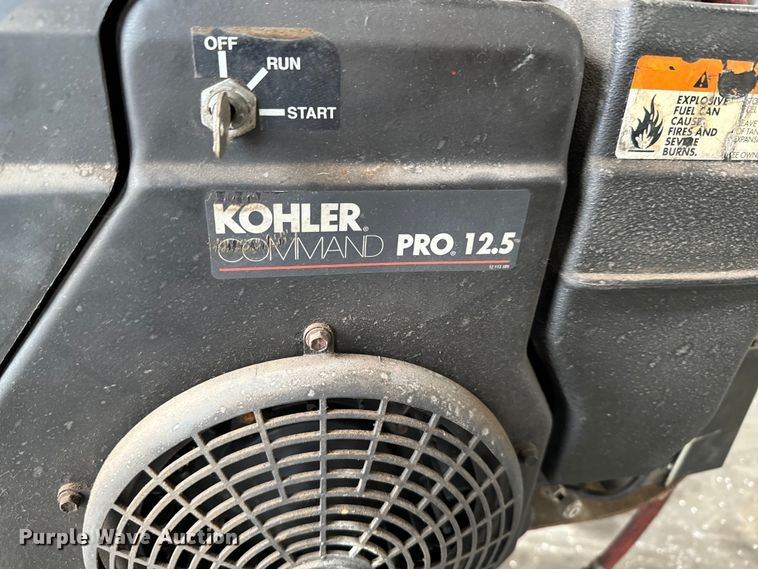 OFF
RUN
START
KOHLER®
COMMAND PRO® 12.5
EXPLOSIVE
FUEL CAN
CAUSE
FIRES AND
SEVERE
BURNS.
Purple Wave Auction